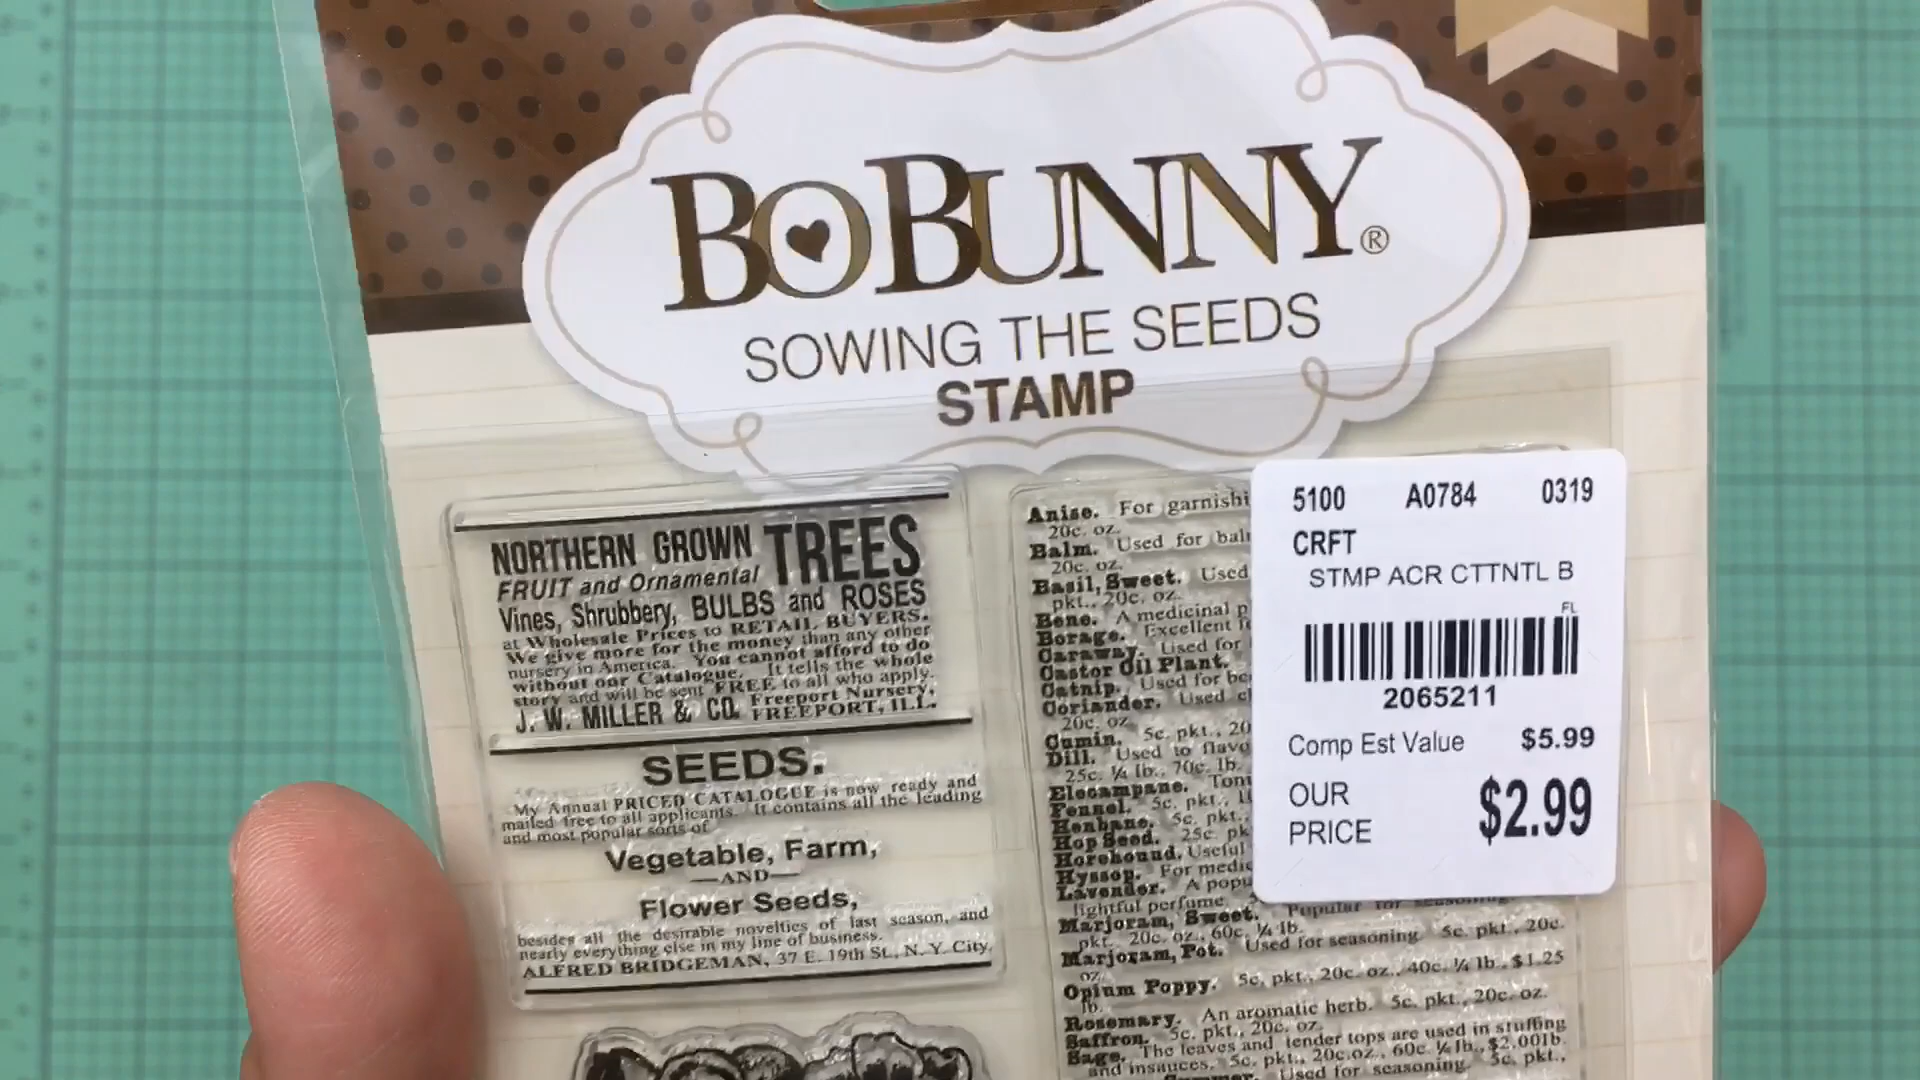 BOBUNNY®
SOWING THE SEEDS
STAMP
NORTHERN GROWN TREES
FRUIT and Ornamental
Vines, Shrubbery, BULBS and ROSES
at Wholesale Prices to RETAIL BUYERS.
We give more for the money than any other
nursery in America. You cannot afford to do
without our Catalogue. It tells the whole
story and will be sent FREE to all who apply.
J. W. MILLER & CO. Freeport Nursery,
FREEPORT, ILL.
SEEDS.
My Annual PRICED CATALOGUE is now ready and
mailed free to all applicants. It contains all the leading
and most popular sorts of
Vegetable, Farm,
—AND—
Flower Seeds,
besides all the desirable novelties of last season, and
nearly everything else in my line of business.
ALFRED BRIDGEMAN, 37 E. 19th St., N. Y. City.
Anise. For garnishi
20c. oz.
Balm. Used for
20c. oz.
Basil, Sweet. Used
pkt., 20c. oz.
Bene. A medicinal p
Borage. Excellent
Caraway. Used for
Castor Oil Plant.
Catnip. Used for be
Coriander. Used
20c. oz.
Cumin. 5c. pkt., 20
Dill. Used to flavo
25c. ¼ lb., 70c. lb.
Elecampane. Toni
Fennel. 5c. pkt.,
Henbane. 5c. pkt.,
Hop Seed. 25c. pk
Horehound. Useful
Hyssop. For medic
Lavender. A popu
lightful perfume.
Marjoram, Sweet. Popular for seasoning.
pkt., 20c. oz., 60c. ¼ lb.
Marjoram, Pot. Used for seasoning. 5c. pkt., 20c.
oz.
Opium Poppy. 5c. pkt., 20c. oz., 40c. ¼ lb., $1.25
lb.
Rosemary. An aromatic herb. 5c. pkt., 20c. oz.
Saffron. 5c. pkt., 20c. oz.
Sage. The leaves and tender tops are used in stuffing
and in sauces. 5c. pkt., 20c. oz., 60c. ¼ lb., $2.00 lb.
Used for seasoning. 5c. pkt.,
5100 A0784 0319
CRFT
STMP ACR CTTNTL B
FL
2065211
Comp Est Value $5.99
OUR
PRICE $2.99